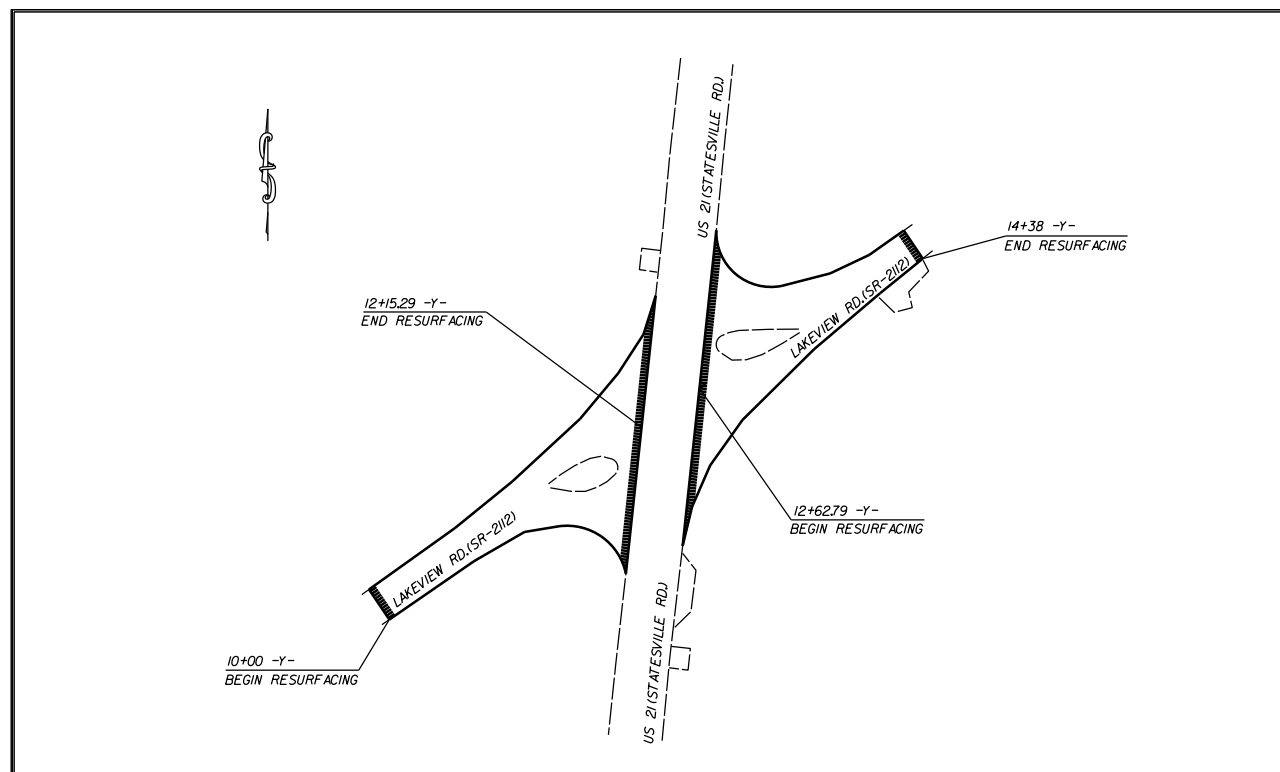 US 21 (STATESVILLE RD.)
14+38 -Y-
END RESURFACING
LAKEVIEW RD. (SR-2112)
12+15.29 -Y-
END RESURFACING
12+62.79 -Y-
BEGIN RESURFACING
LAKEVIEW RD. (SR-2112)
US 21 (STATESVILLE RD.)
10+00 -Y-
BEGIN RESURFACING